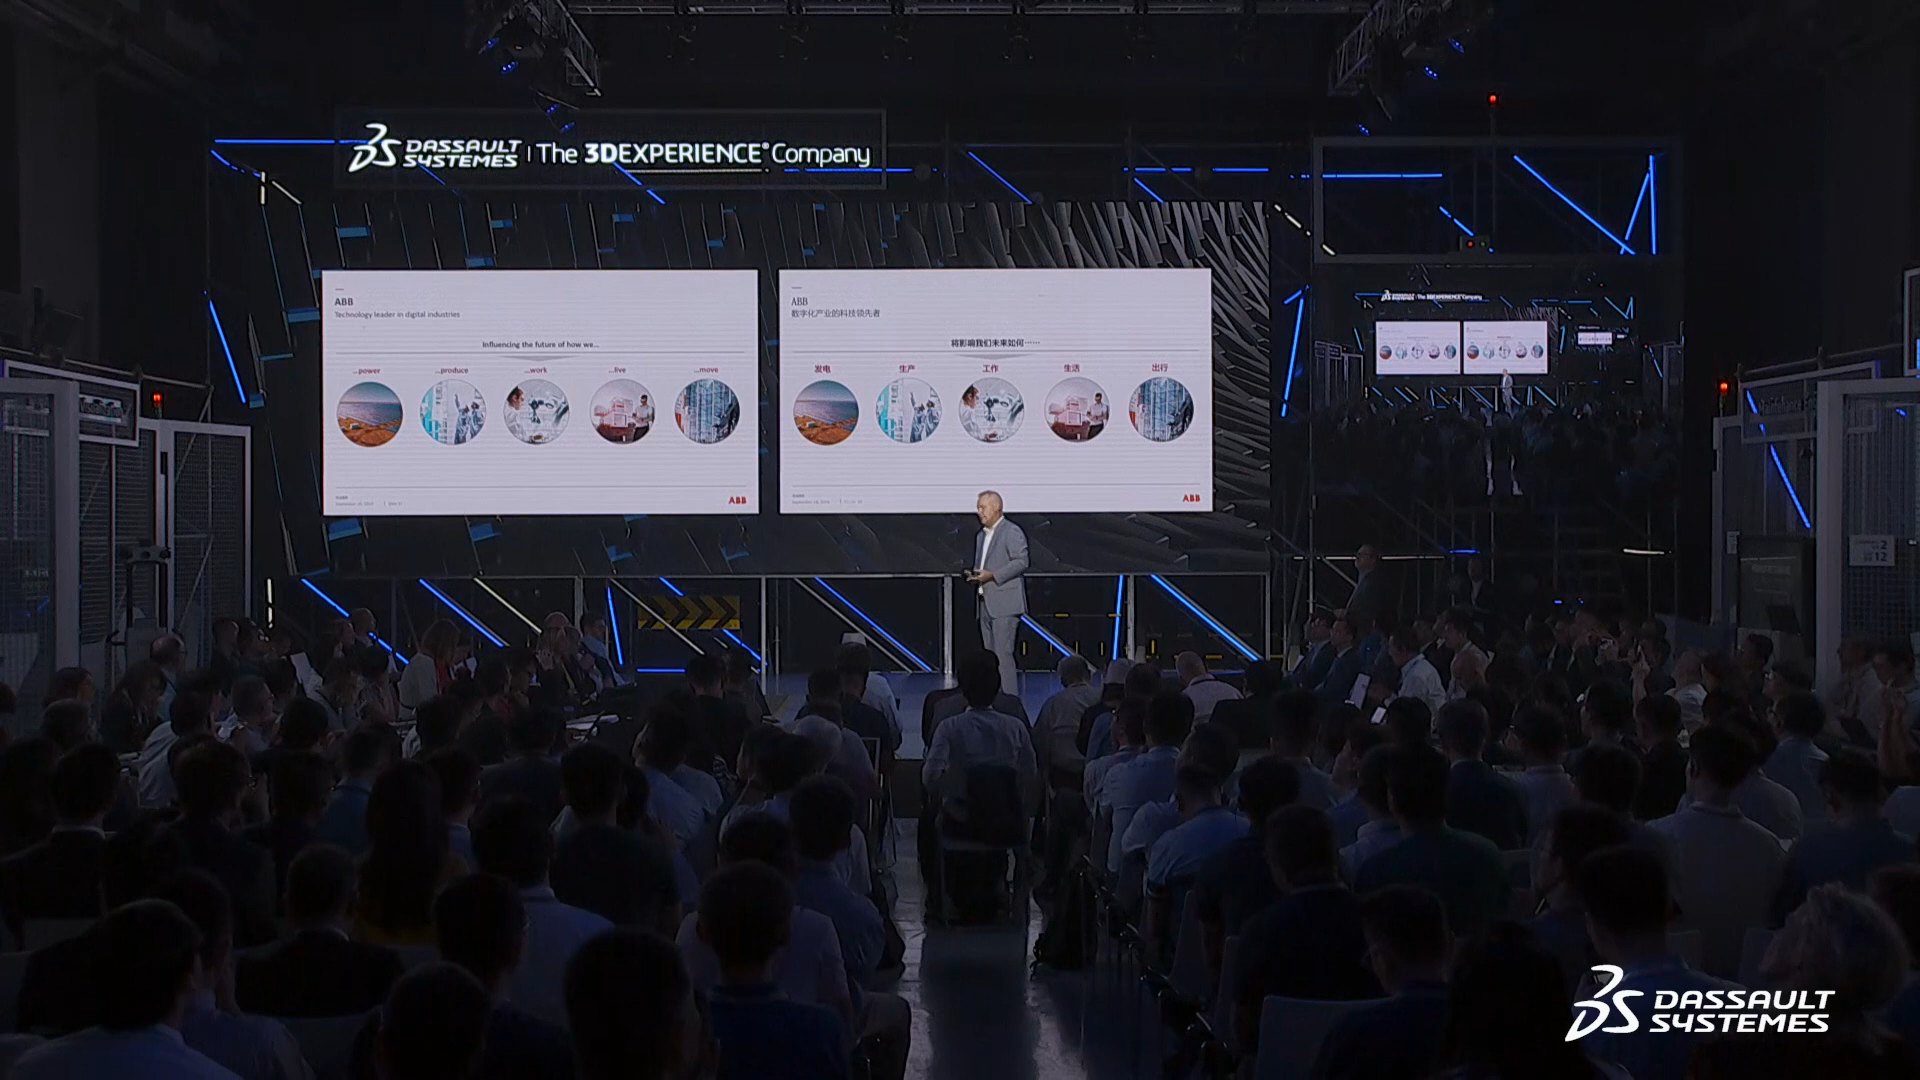 DASSAULT SYSTEMES | The 3DEXPERIENCE® Company
ABB
Technology leader in digital industries
Influencing the future of how we...
...power
...produce
...work
...live
...move
ABB
ABB
数字化产业的科技领先者
将影响我们未来如何……
发电
生产
工作
生活
出行
ABB
2
12
DASSAULT
SYSTEMES